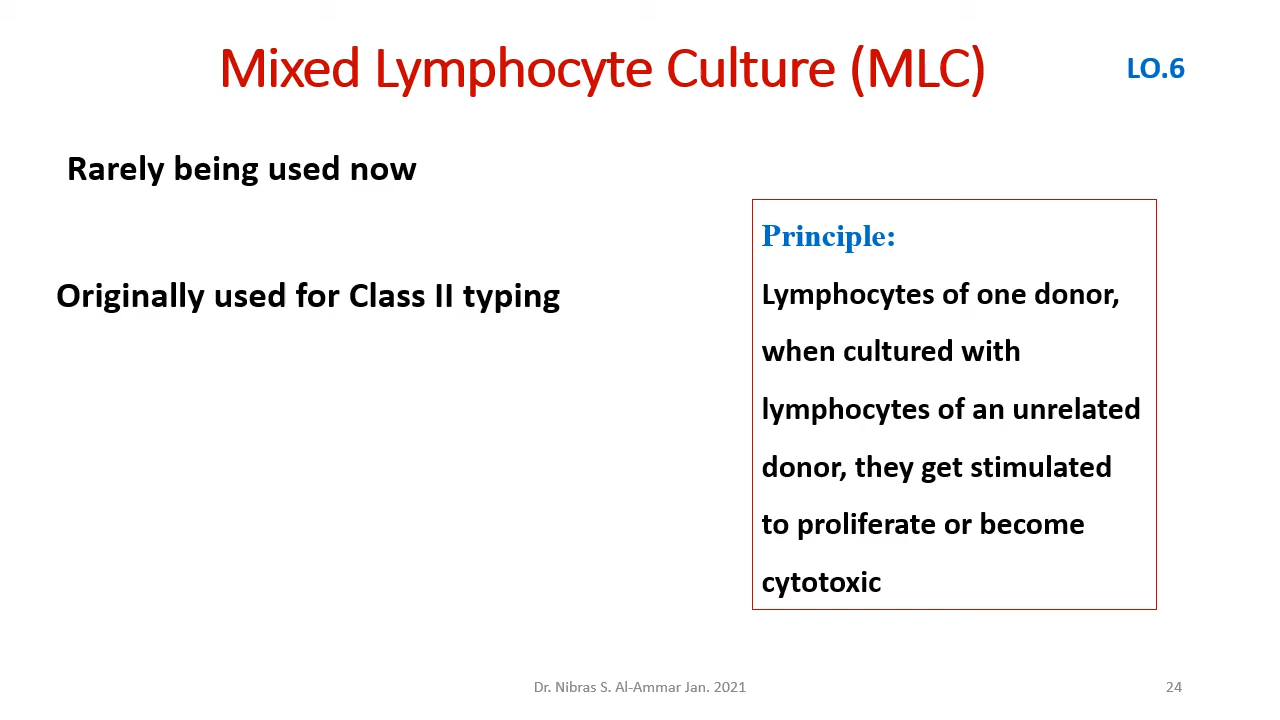 Mixed Lymphocyte Culture (MLC)
LO.6
Rarely being used now
Originally used for Class II typing
Principle:
Lymphocytes of one donor,
when cultured with
lymphocytes of an unrelated
donor, they get stimulated
to proliferate or become
cytotoxic
Dr. Nibras S. Al-Ammar Jan. 2021
24